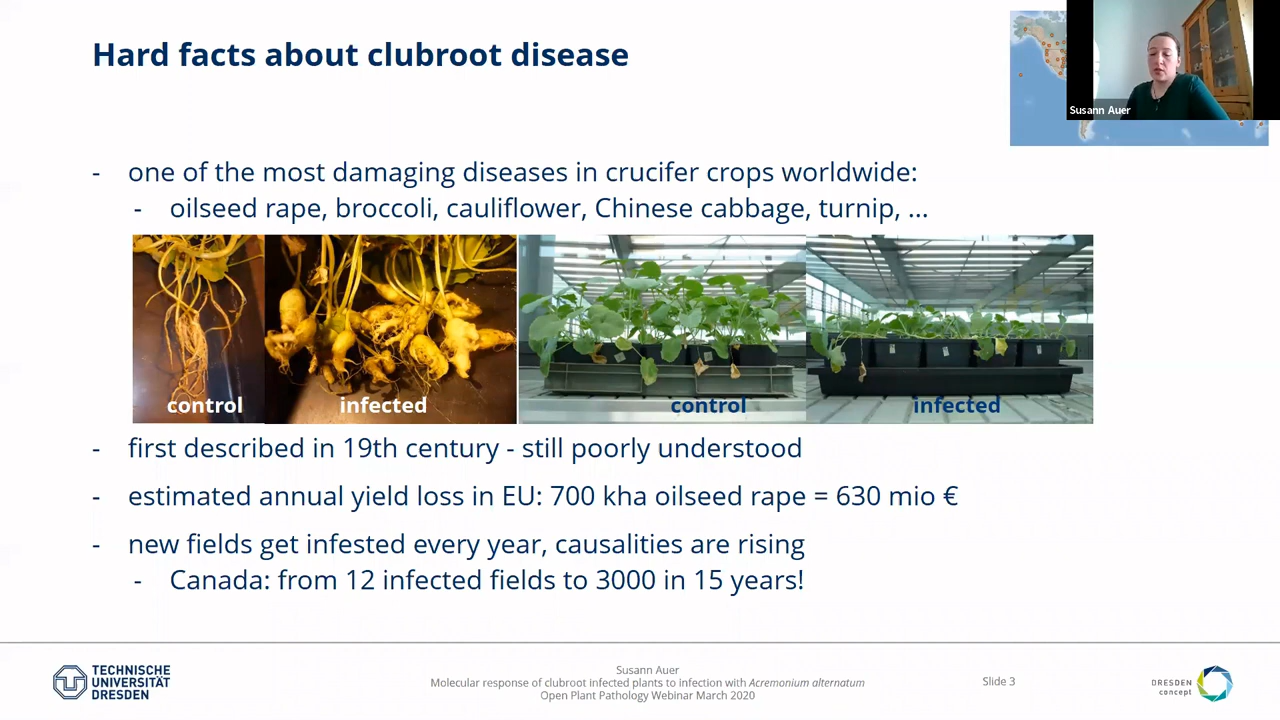 Hard facts about clubroot disease
Susann Auer
- one of the most damaging diseases in crucifer crops worldwide:
- oilseed rape, broccoli, cauliflower, Chinese cabbage, turnip, ...
control
infected
control
infected
- first described in 19th century - still poorly understood
- estimated annual yield loss in EU: 700 kha oilseed rape = 630 mio €
- new fields get infested every year, causalities are rising
- Canada: from 12 infected fields to 3000 in 15 years!
TECHNISCHE
UNIVERSITÄT
DRESDEN
Susann Auer
Molecular response of clubroot infected plants to infection with Acremonium alternatum
Open Plant Pathology Webinar March 2020
Slide 3
DRESDEN
concept